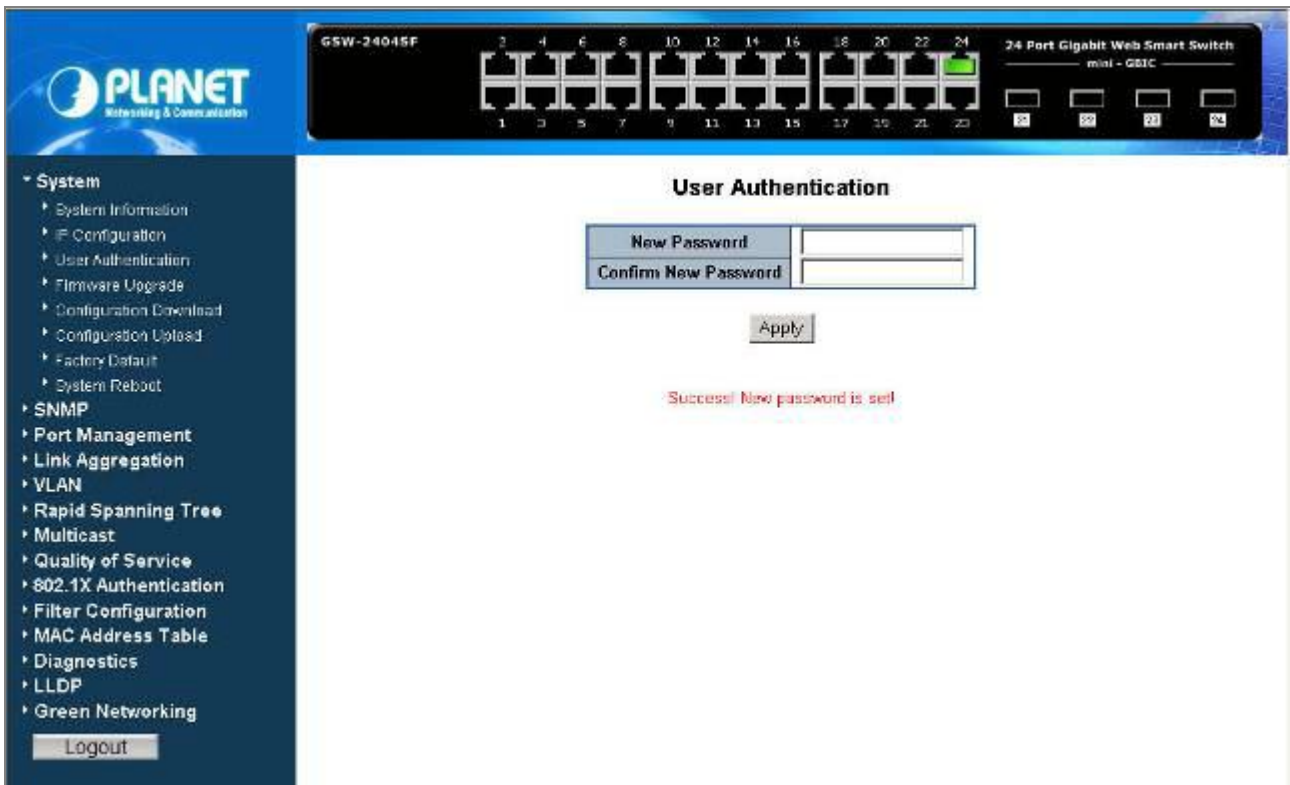 PLANET
Networking & Communication
GSW-2404SF
2 4 6 8 10 12 14 16 18 20 22 24
1 3 5 7 9 11 13 15 17 19 21 23
24 Port Gigabit Web Smart Switch
mini - GBIC
21 22 23 24
System
System Information
IP Configuration
User Authentication
Firmware Upgrade
Configuration Download
Configuration Upload
Factory Default
System Reboot
SNMP
Port Management
Link Aggregation
VLAN
Rapid Spanning Tree
Multicast
Quality of Service
802.1X Authentication
Filter Configuration
MAC Address Table
Diagnostics
LLDP
Green Networking
Logout
User Authentication
New Password
Confirm New Password
Apply
Success! New password is set!